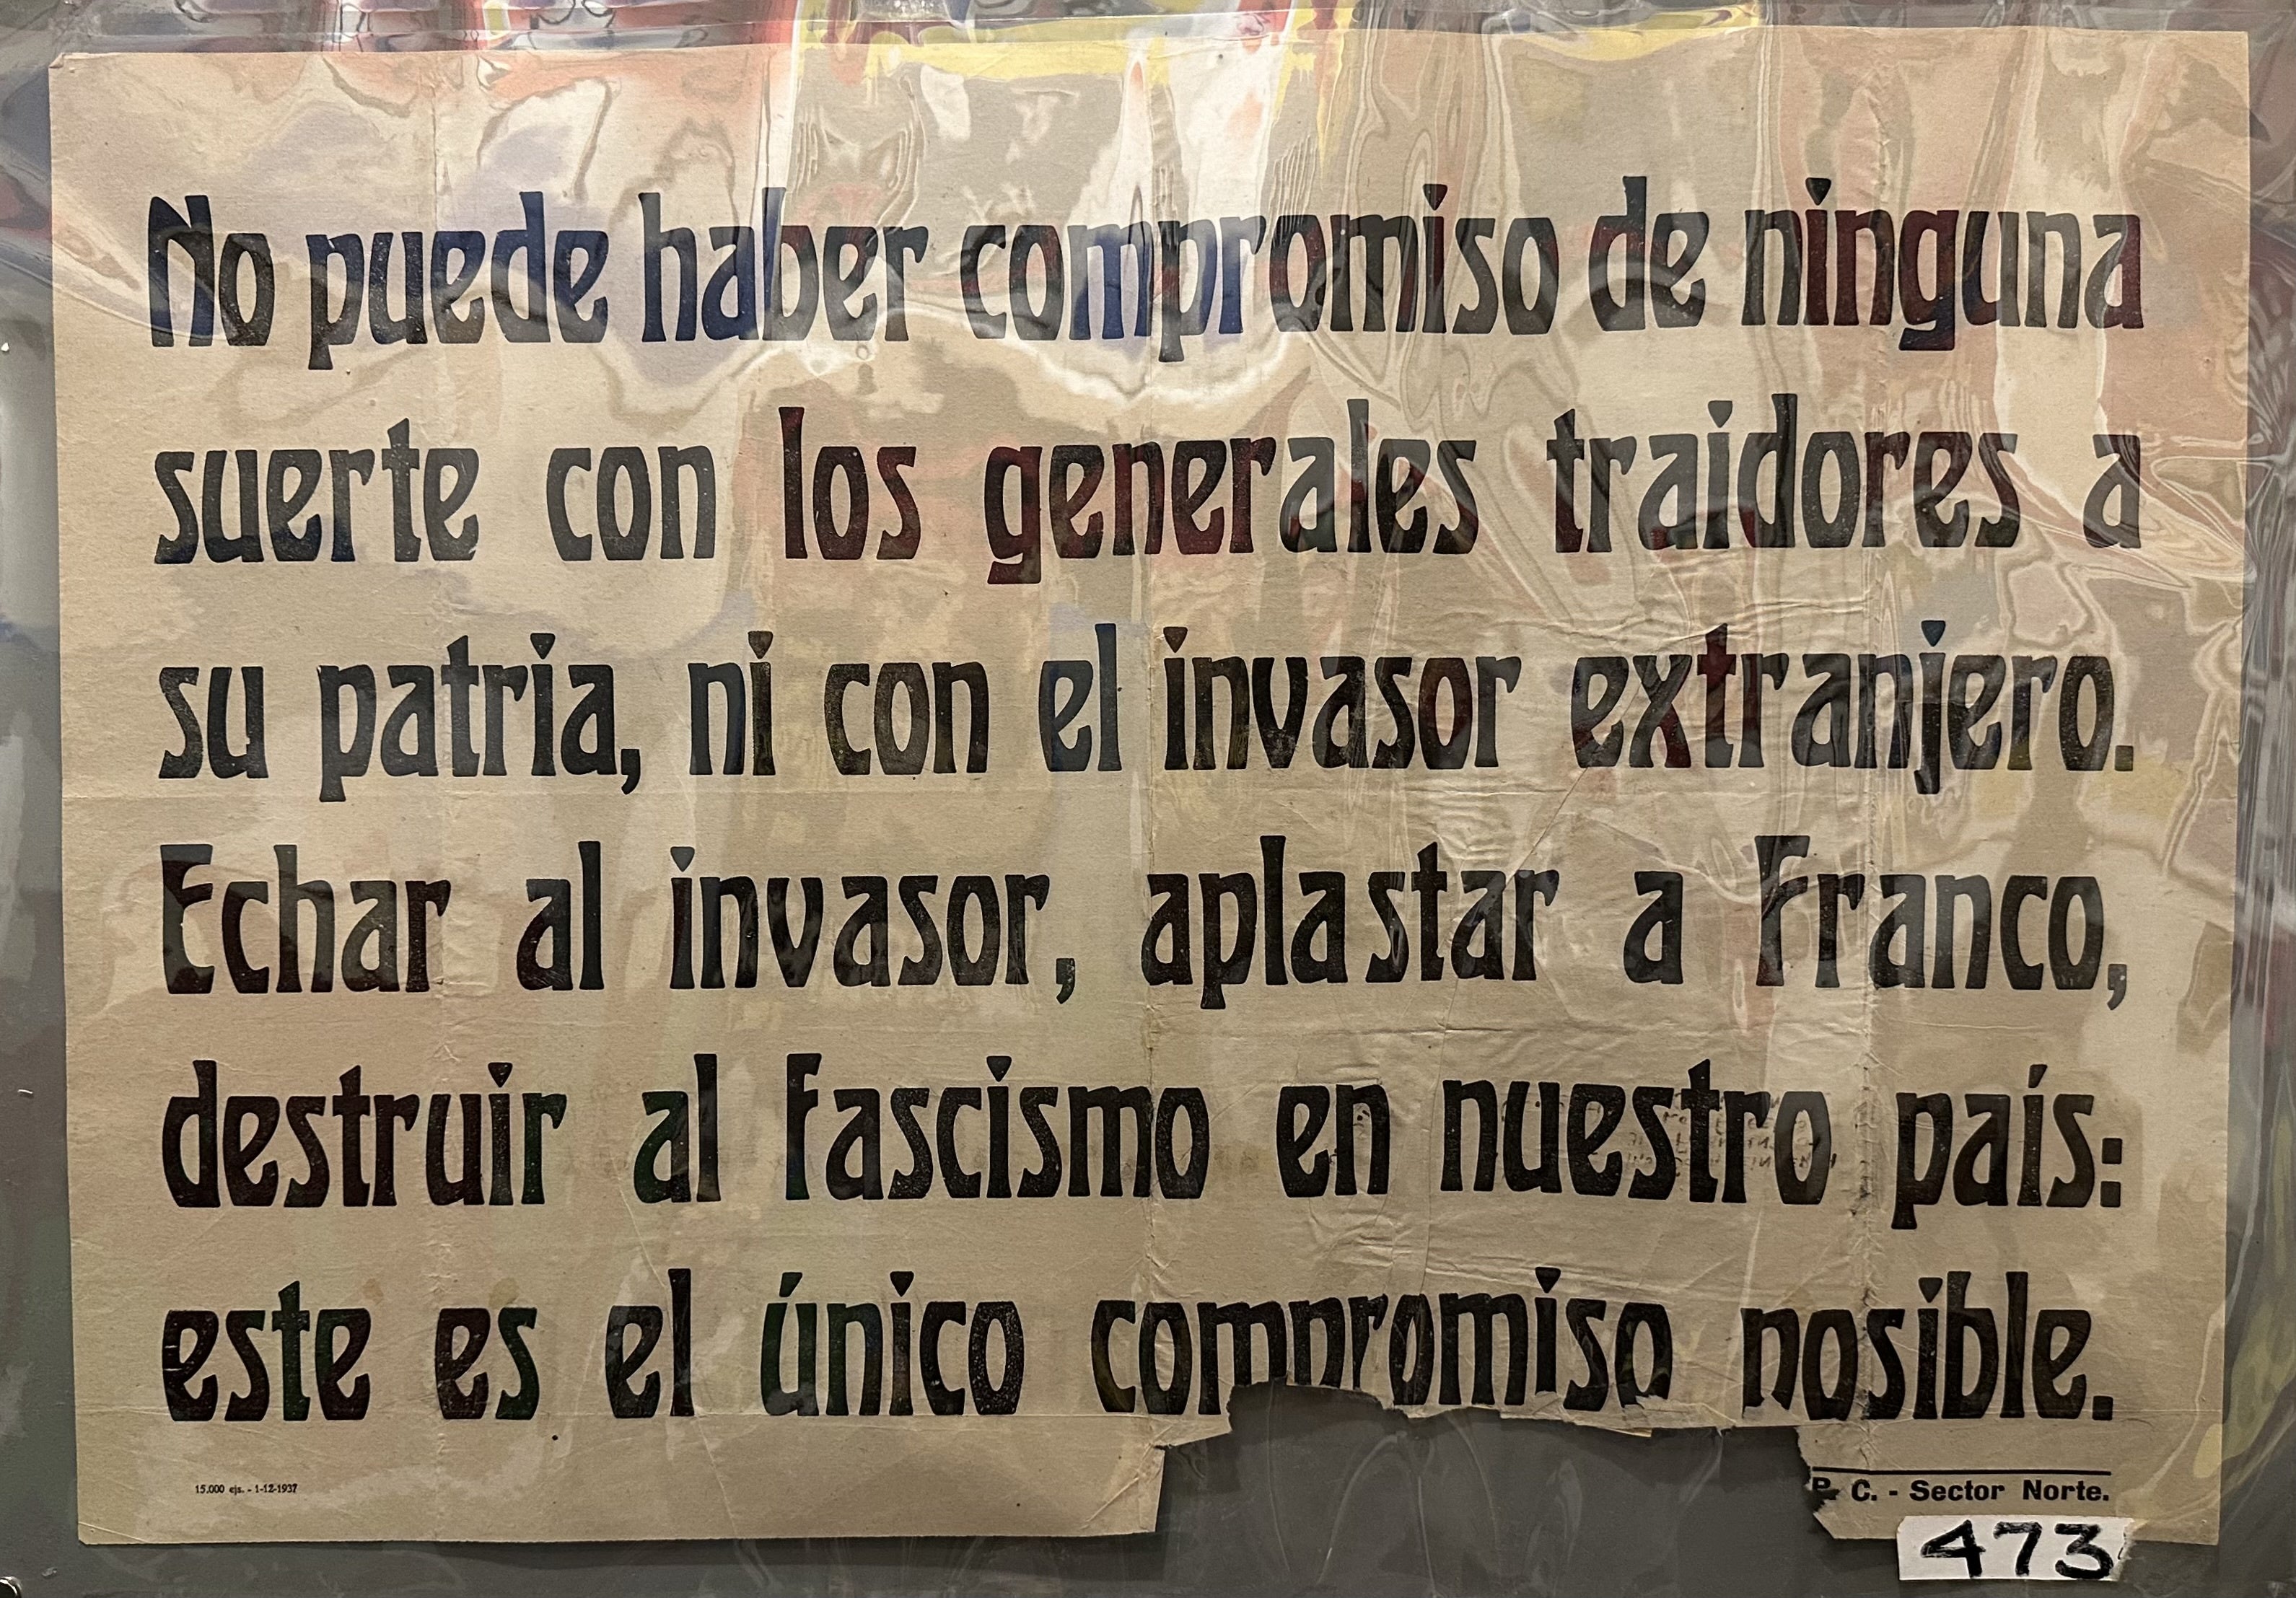 No puede haber compromiso de ninguna
suerte con los generales traidores a
su patria, ni con el invasor extranjero.
Echar al invasor, aplastar a Franco,
destruir al fascismo en nuestro país:
este es el único compromiso posible.
15.000 ejs. - 1-12-1937
P. C. - Sector Norte.
473